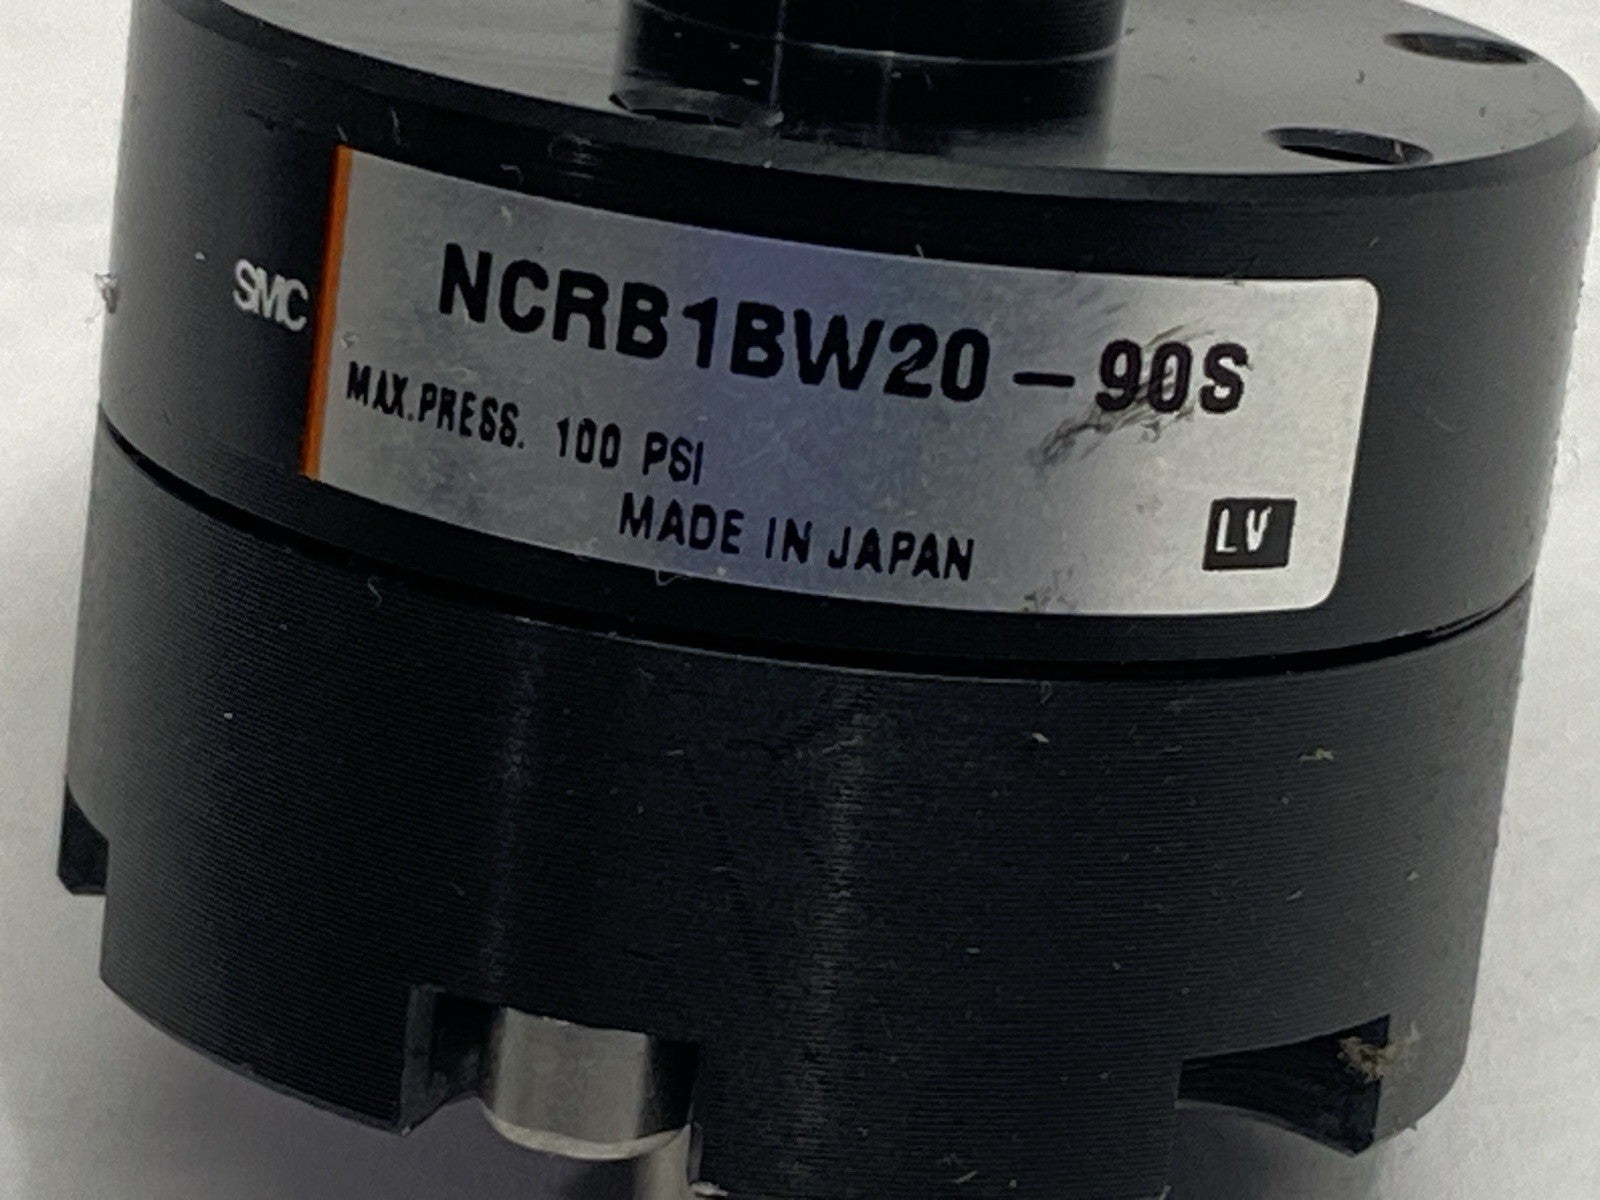 SMC
NCRB1BW20-90S
MAX.PRESS. 100 PSI
MADE IN JAPAN
LV